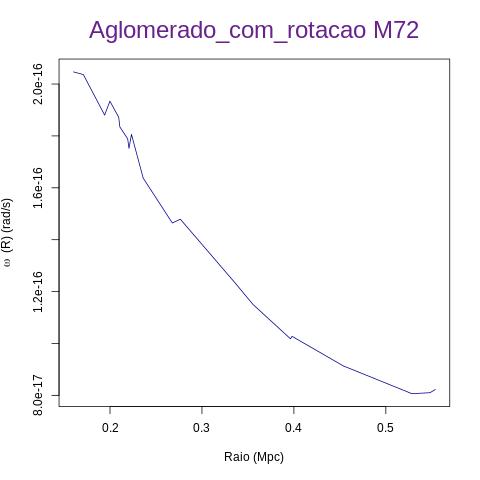 Aglomerado_com_rotacao M72
2.0e-16
1.6e-16
1.2e-16
8.0e-17
ω (R) (rad/s)
0.2 0.3 0.4 0.5
Raio (Mpc)